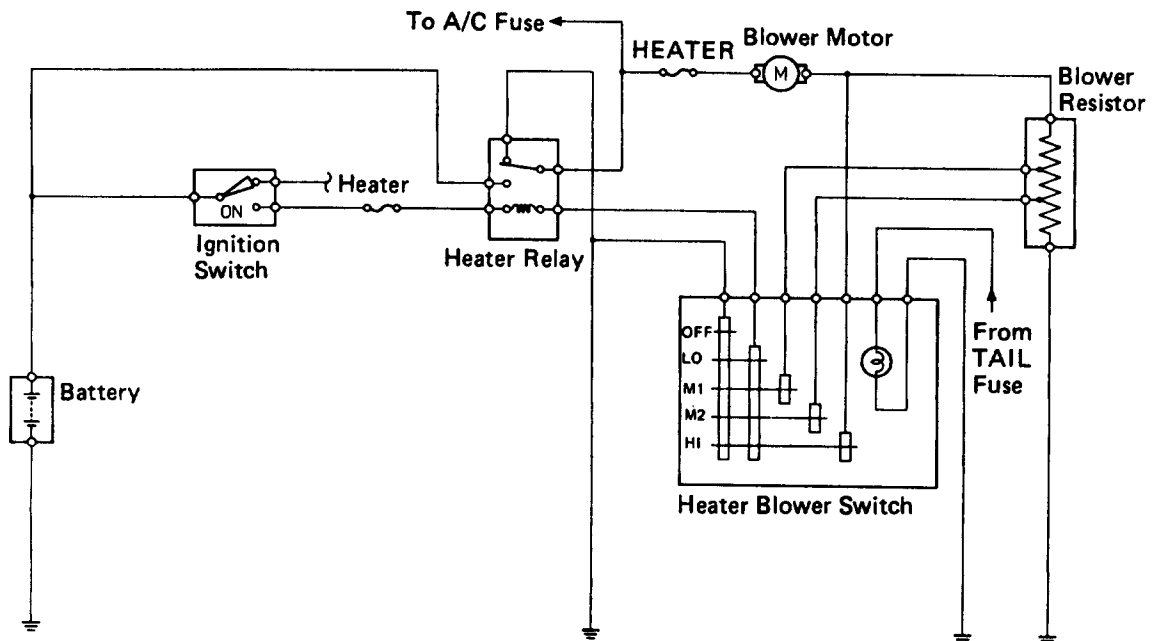 To A/C Fuse
HEATER
Blower Motor
M
Blower
Resistor
Heater
ON
Ignition
Switch
Heater Relay
OFF
LO
M1
M2
HI
From
TAIL
Fuse
Battery
Heater Blower Switch